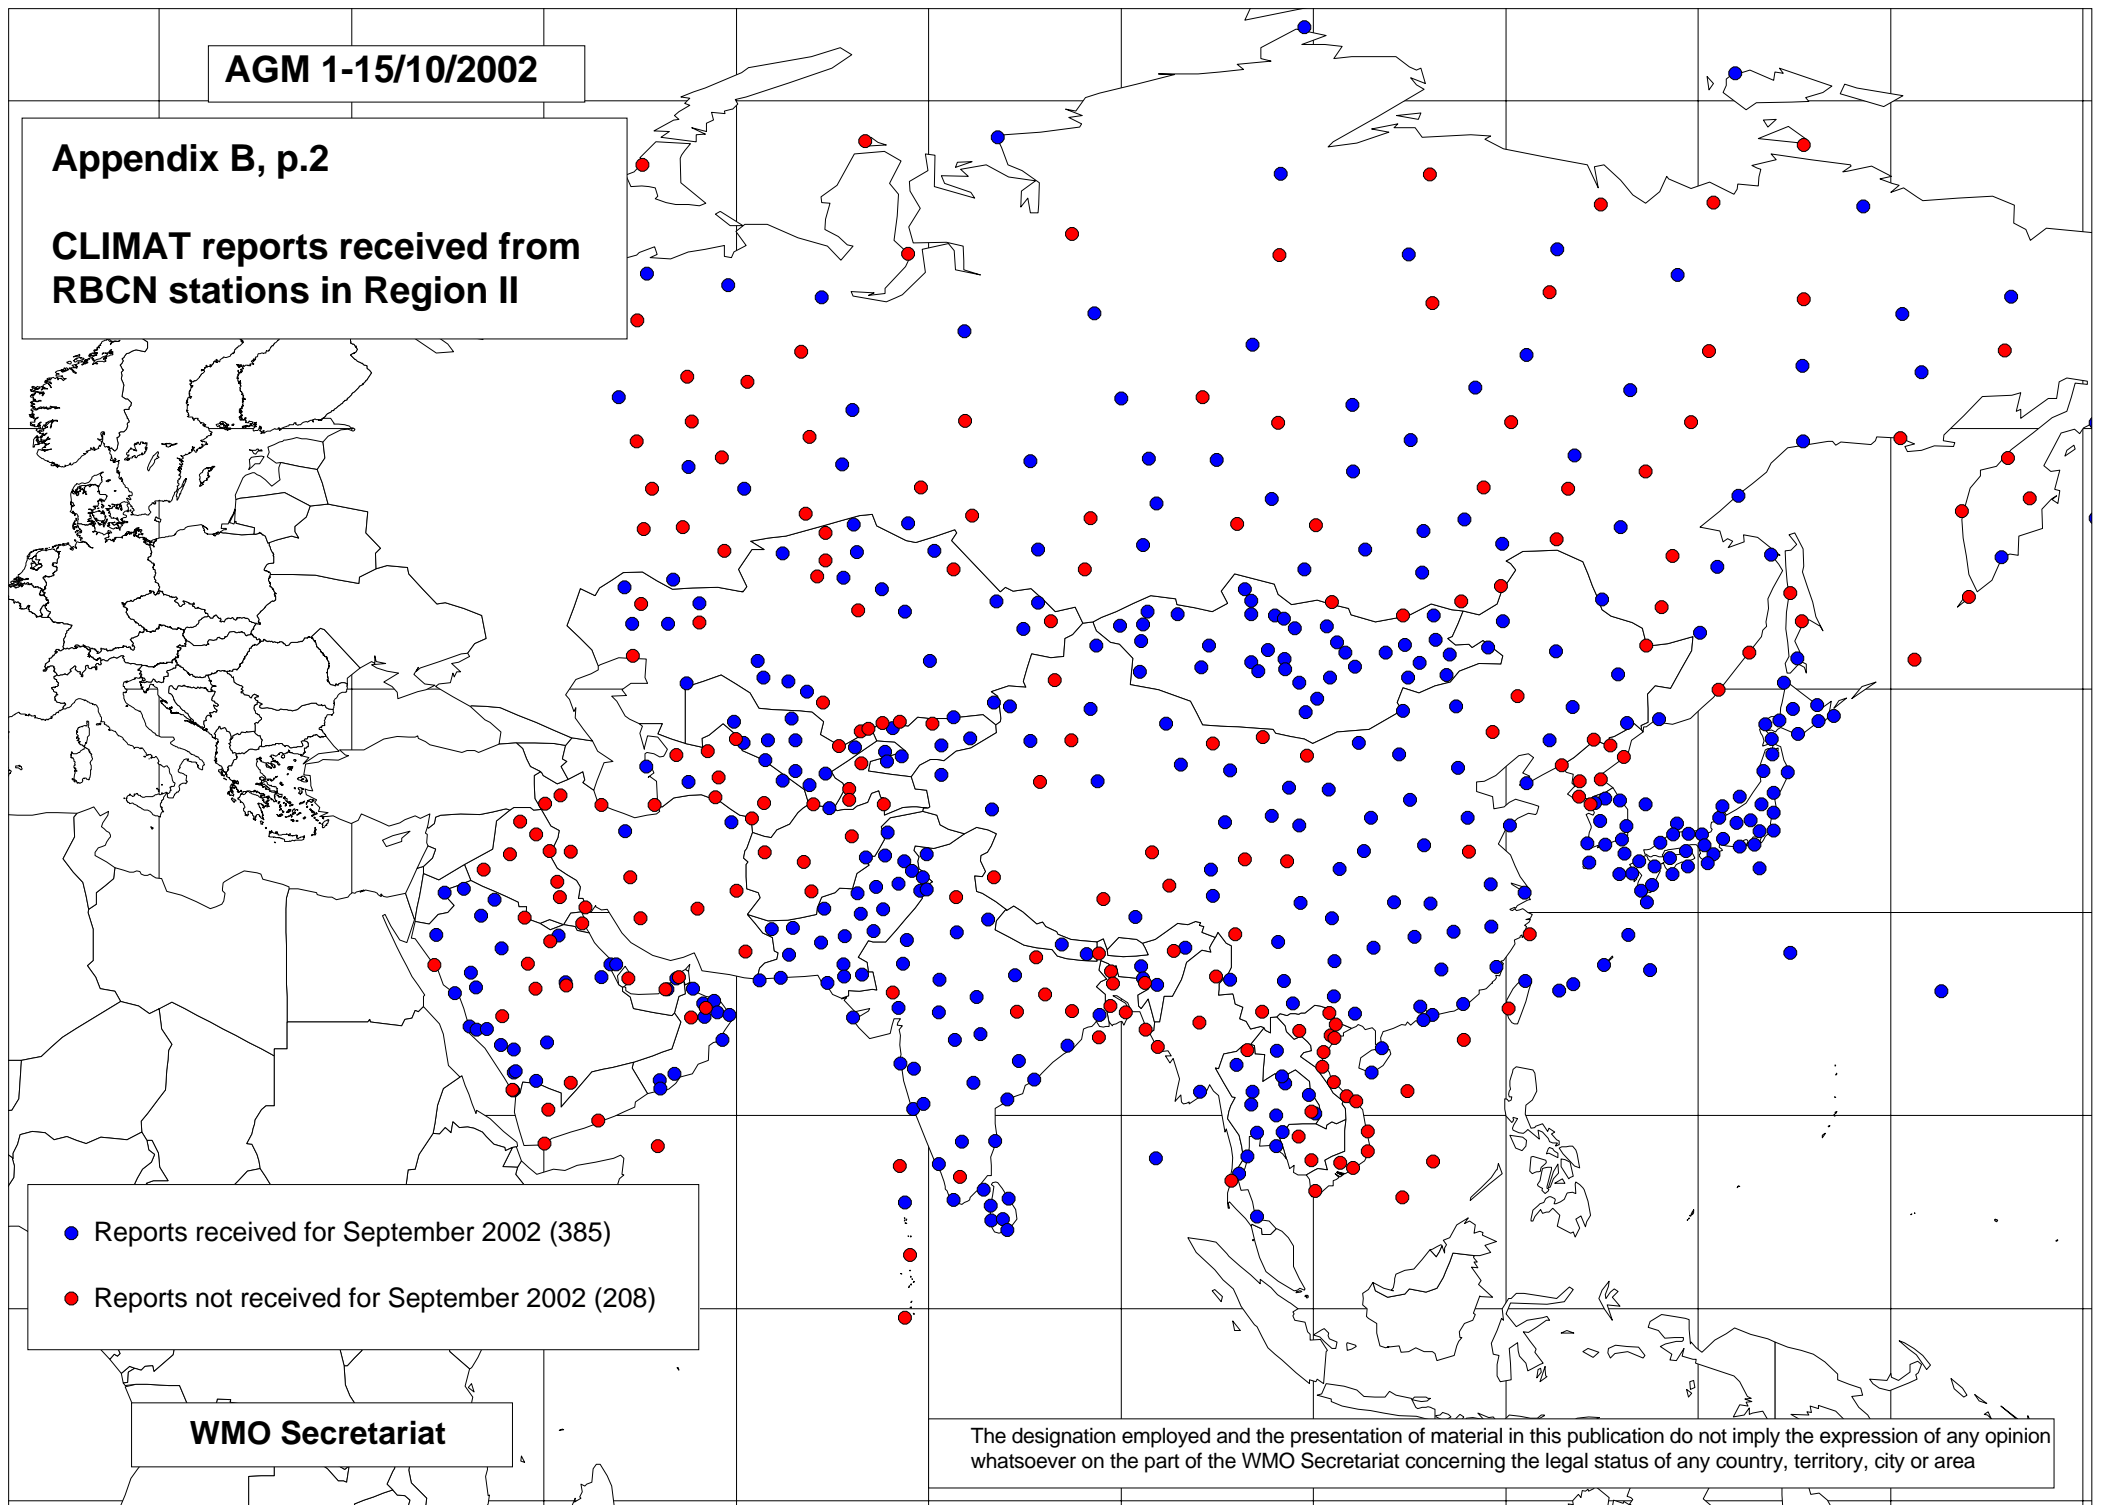 AGM 1-15/10/2002
Appendix B, p.2
CLIMAT reports received from
RBCN stations in Region II
Reports received for September 2002 (385)
Reports not received for September 2002 (208)
WMO Secretariat
The designation employed and the presentation of material in this publication do not imply the expression of any opinion
whatsoever on the part of the WMO Secretariat concerning the legal status of any country, territory, city or area